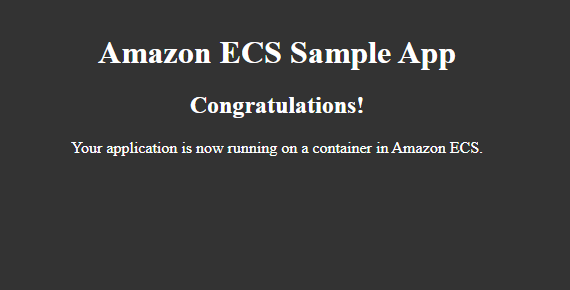 Amazon ECS Sample App
Congratulations!
Your application is now running on a container in Amazon ECS.